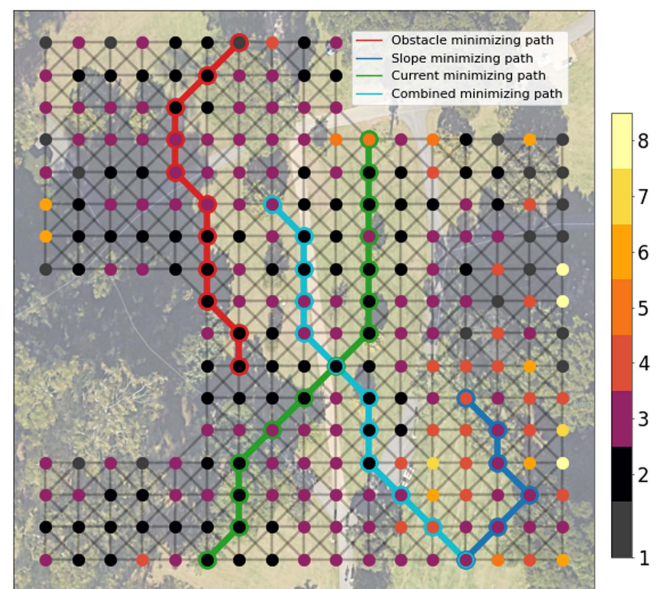 Obstacle minimizing path
Slope minimizing path
Current minimizing path
Combined minimizing path
8
7
6
5
4
3
2
1